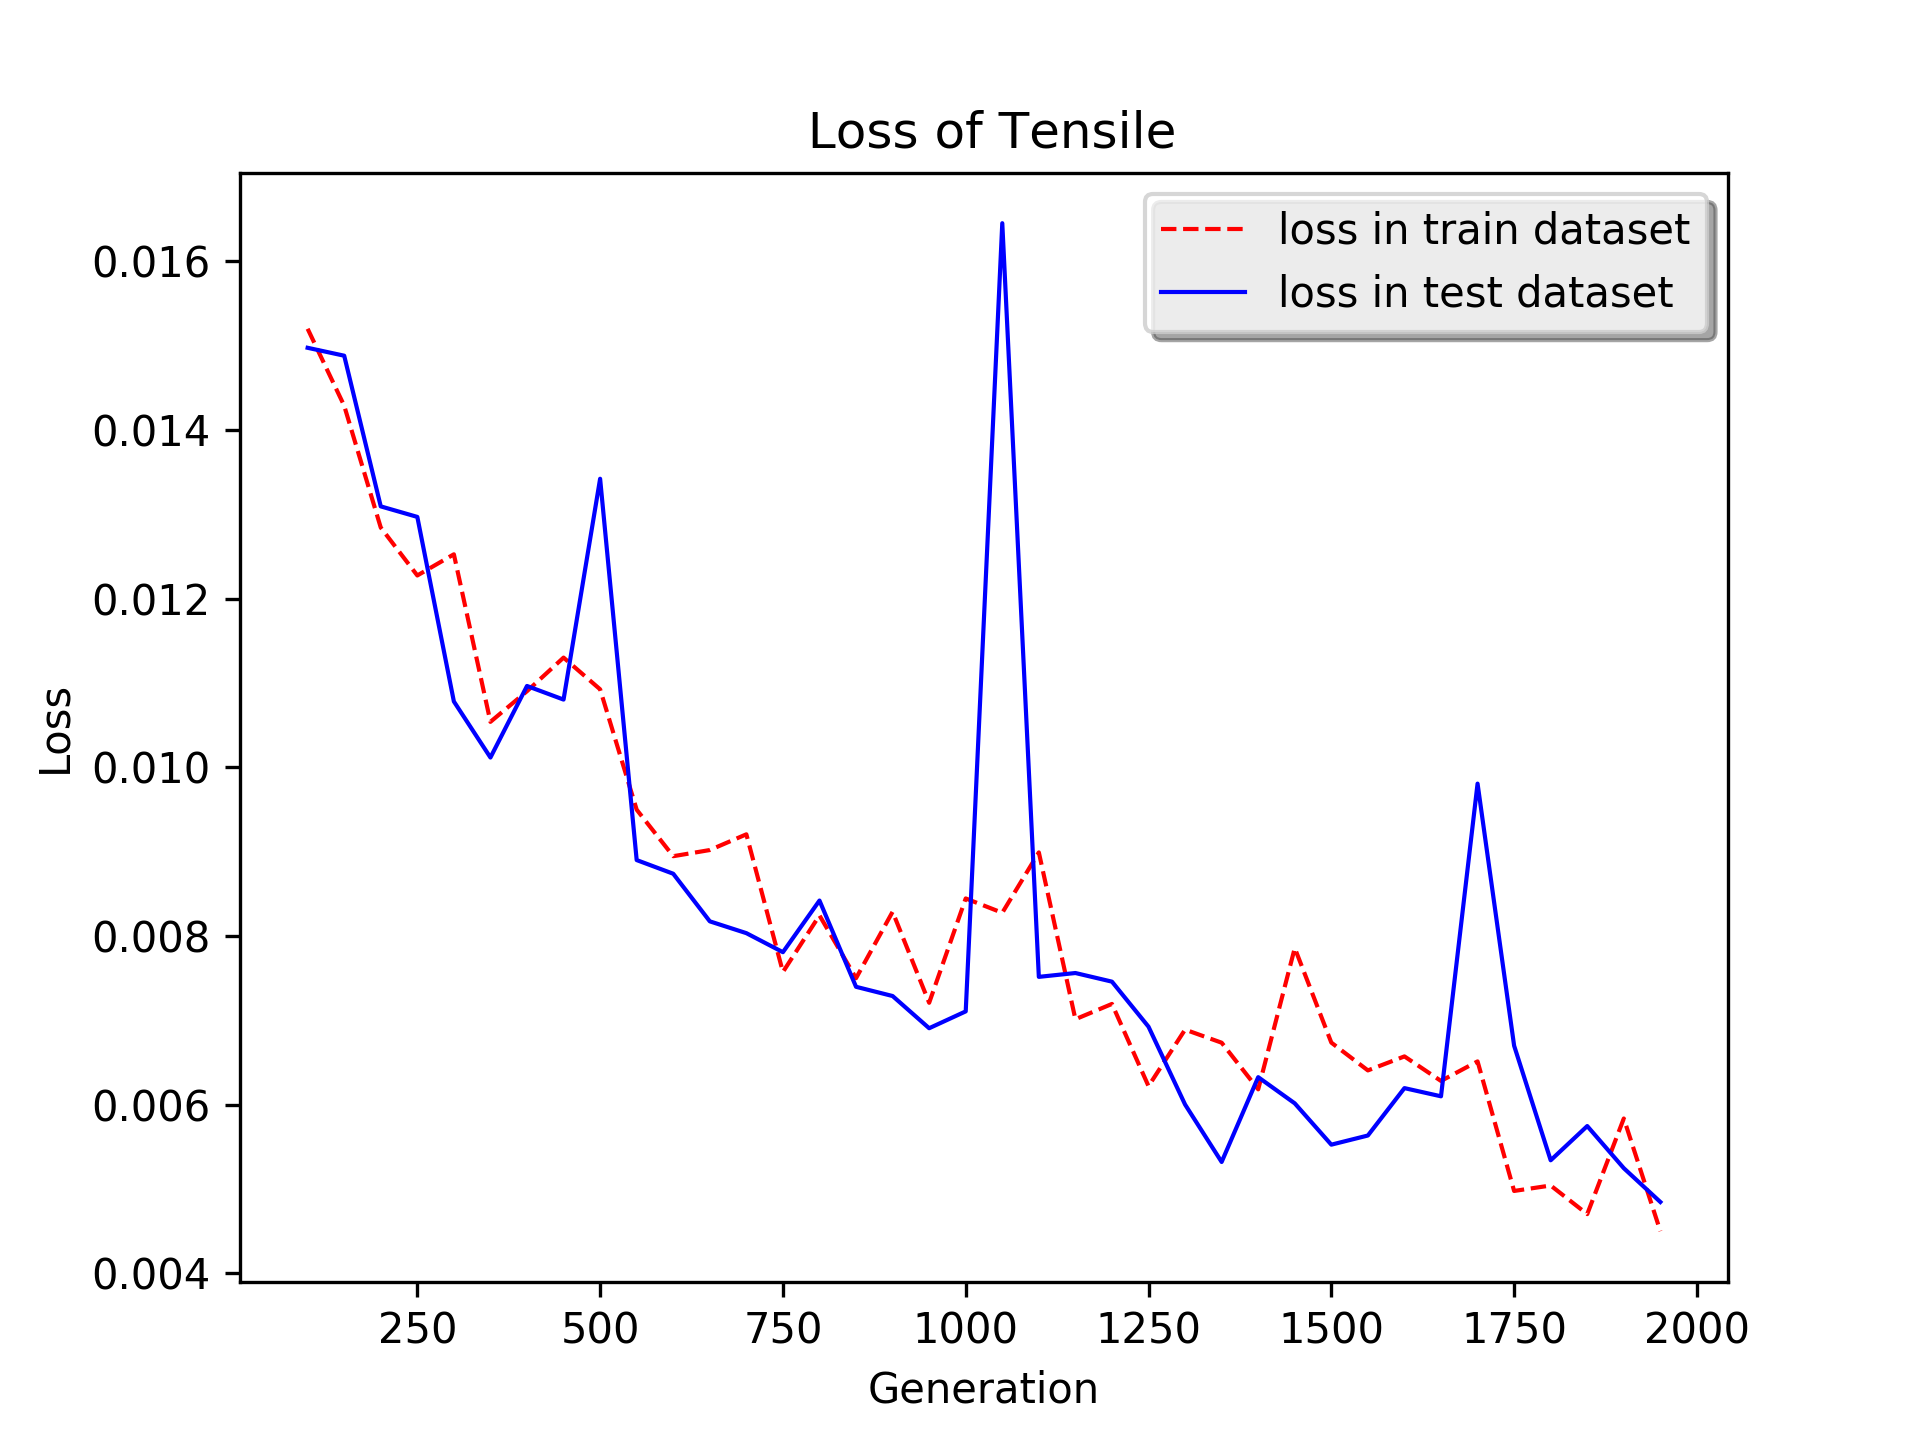 Loss of Tensile
loss in train dataset
loss in test dataset
0.016
0.014
0.012
0.010
0.008
0.006
0.004
Loss
250 500 750 1000 1250 1500 1750 2000
Generation